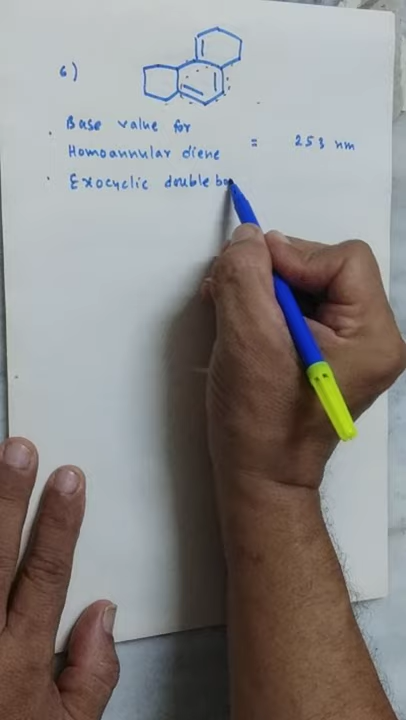 6)
Base value for
Homoannular diene = 253 nm
Exocyclic double bo